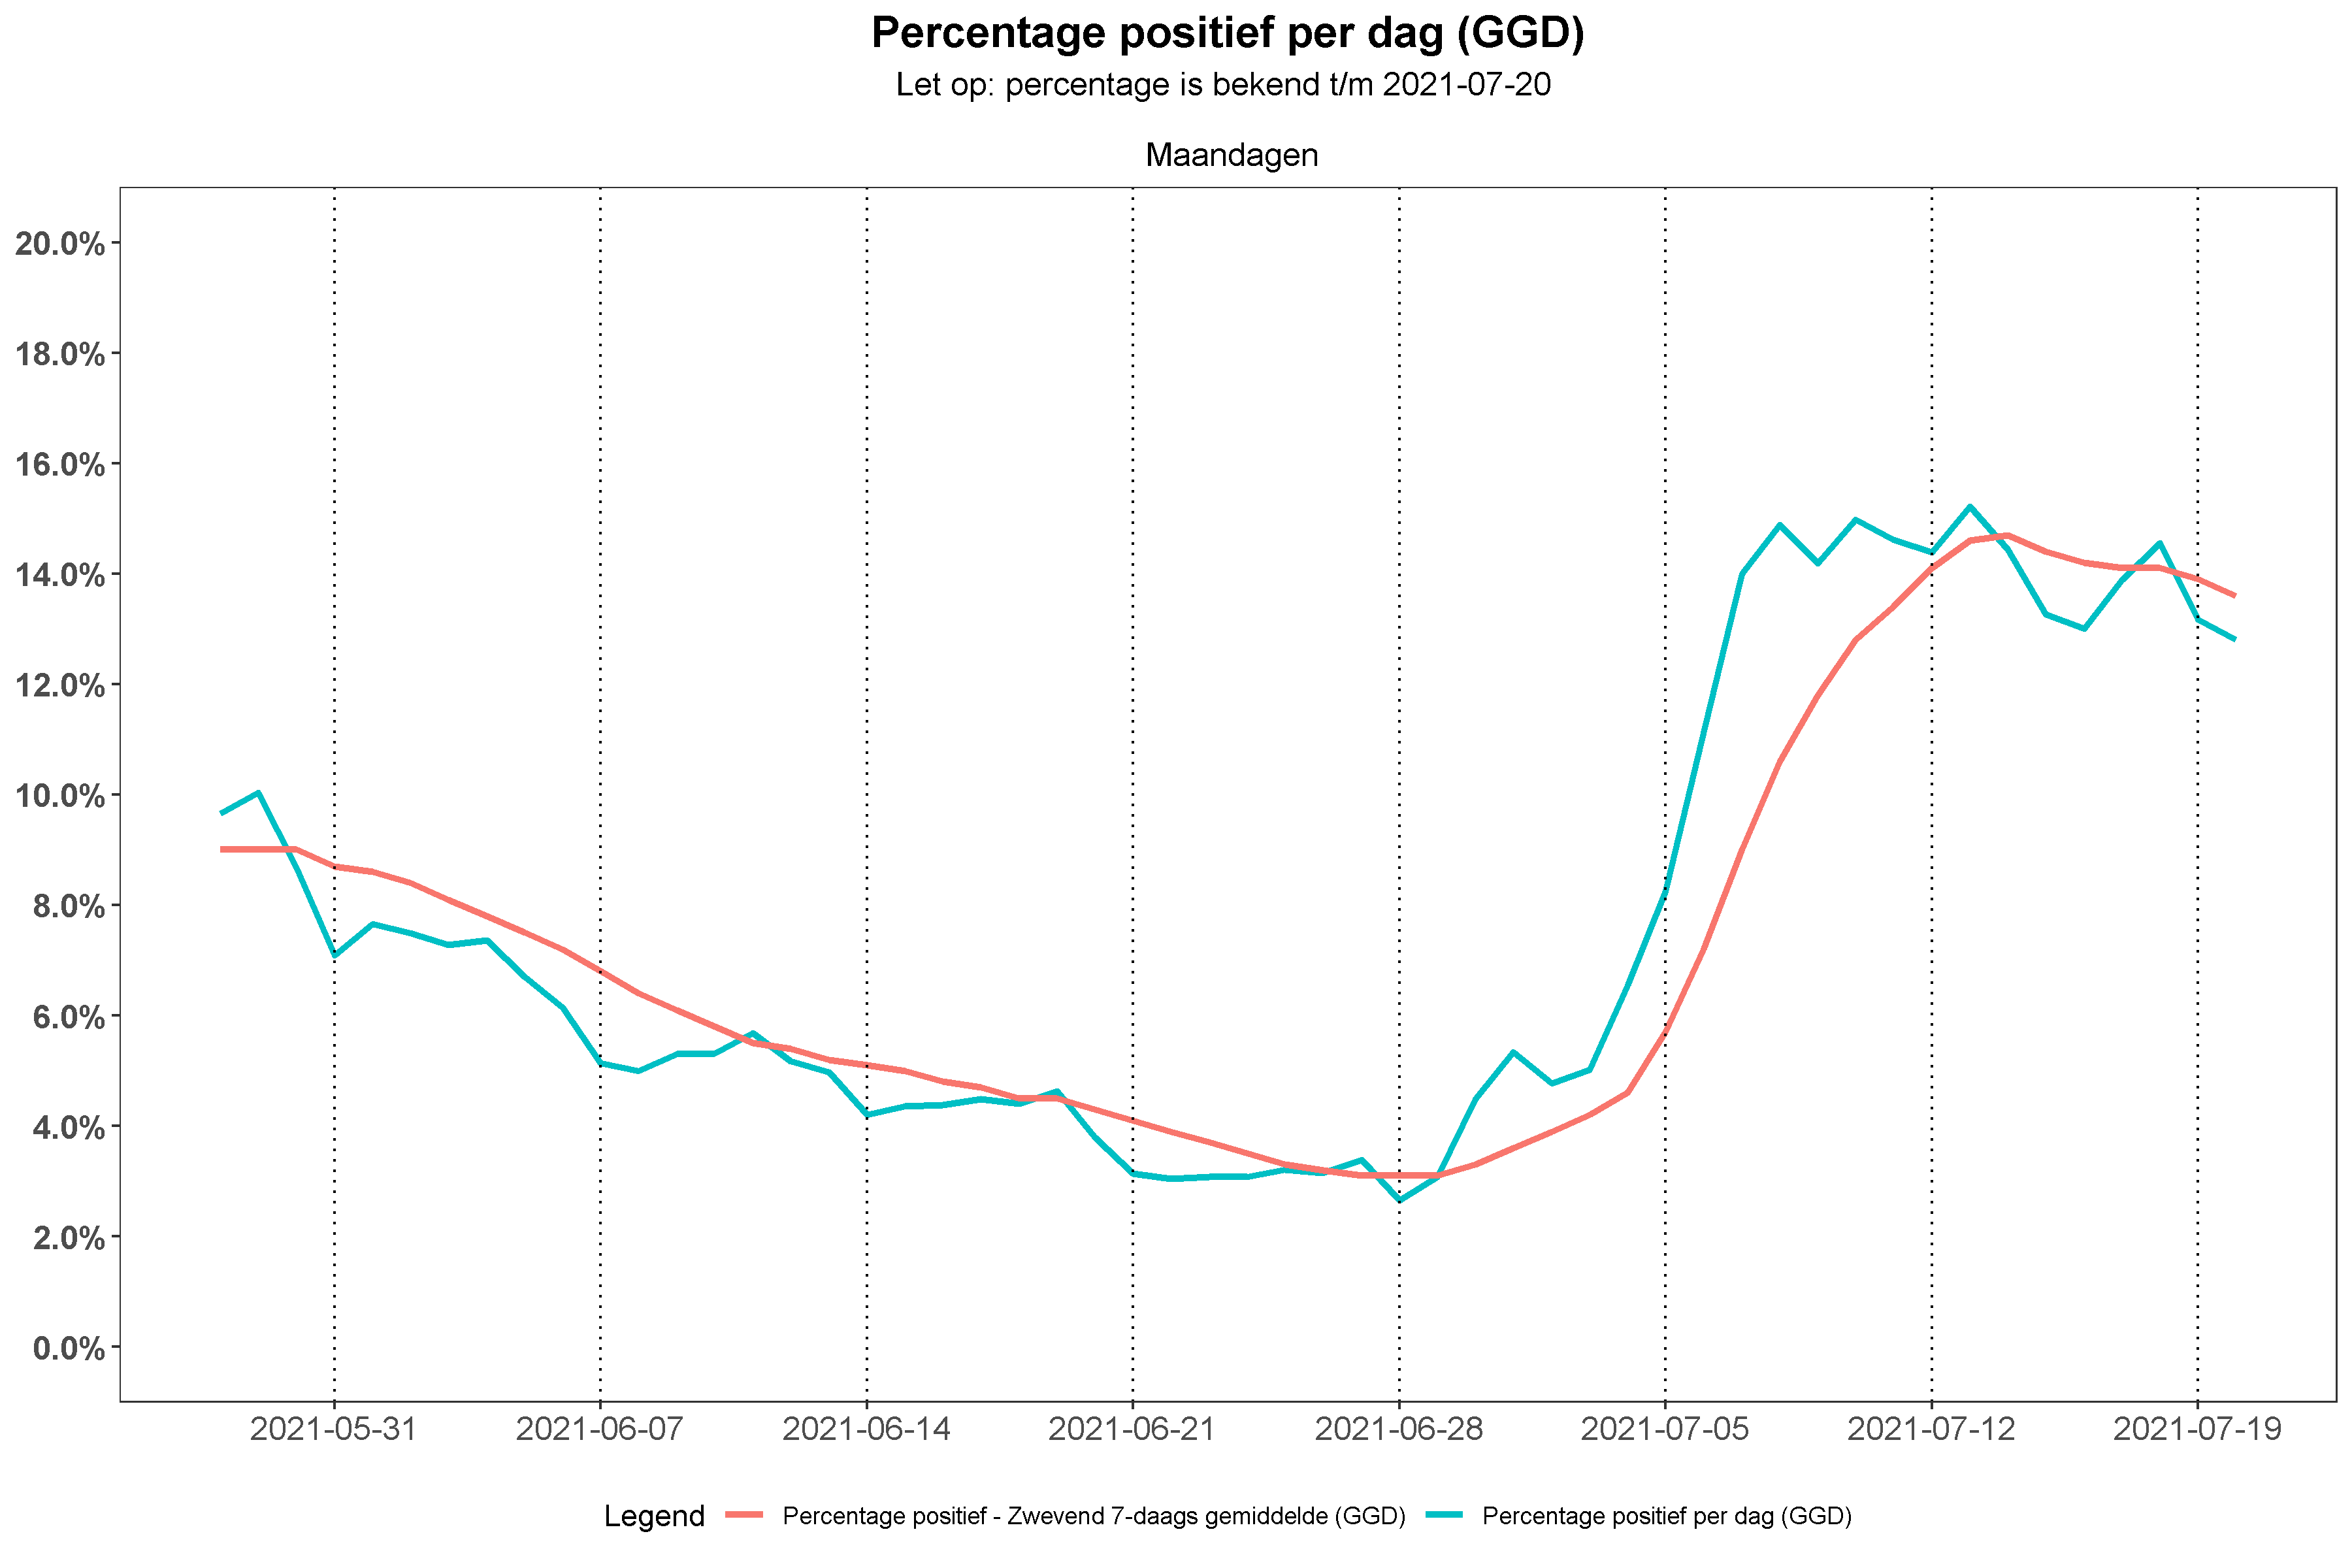 Percentage positief per dag (GGD)
Let op: percentage is bekend t/m 2021-07-20
Maandagen
20.0%
18.0%
16.0%
14.0%
12.0%
10.0%
8.0%
6.0%
4.0%
2.0%
0.0%
2021-05-31 2021-06-07 2021-06-14 2021-06-21 2021-06-28 2021-07-05 2021-07-12 2021-07-19
Legend Percentage positief - Zwevend 7-daags gemiddelde (GGD) Percentage positief per dag (GGD)